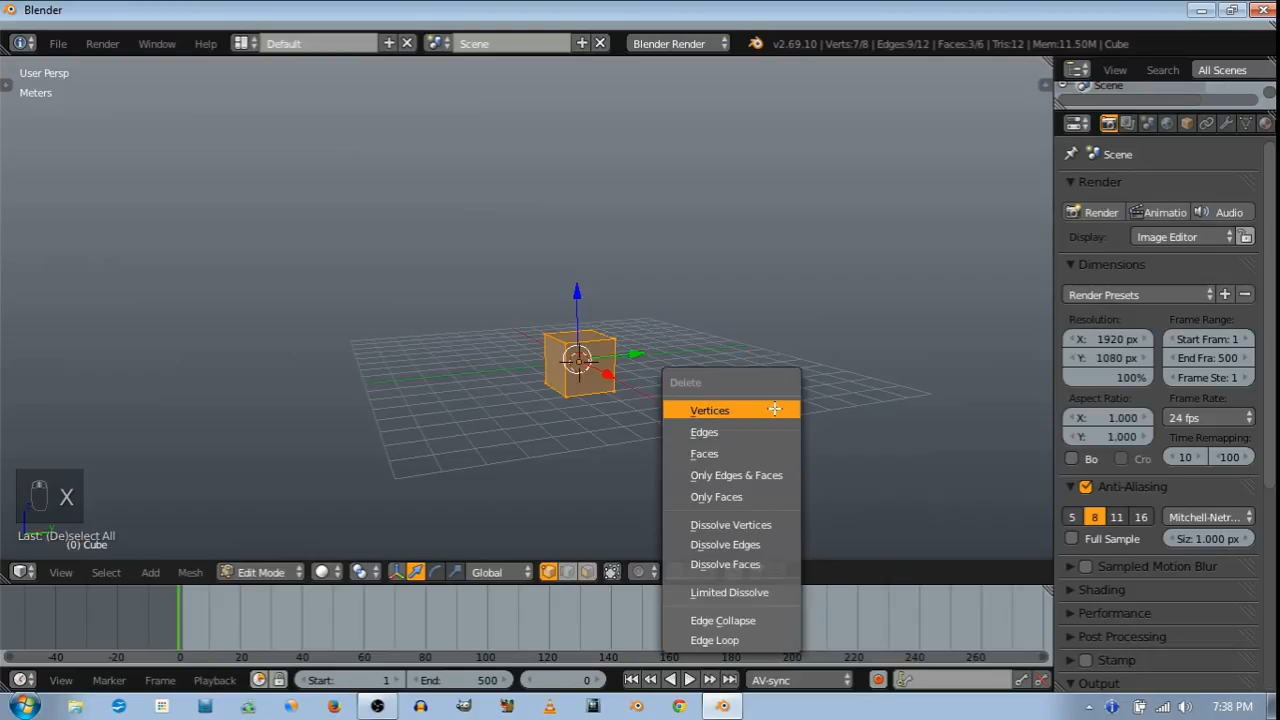 Blender
File Render Window Help Default Scene Blender Render v2.69.10 | Verts:7/8 | Edges:9/12 | Faces:3/6 | Tris:12 | Mem:11.50M | Cube
User Persp
Meters
View Search All Scenes
Scene
Scene
Render
Render Animatio Audio
Display: Image Editor
Dimensions
Render Presets
Resolution: Frame Range:
X: 1920 px Start Fram: 1
Y: 1080 px End Fra: 500
100% Frame Ste: 1
Aspect Ratio: Frame Rate:
X: 1.000 24 fps
Y: 1.000 Time Remapping:
Bo Cro 10 100
Anti-Aliasing
5 8 11 16 Mitchell-Netr...
Full Sample Siz: 1.000 px
Sampled Motion Blur
Shading
Performance
Post Processing
Stamp
Output
Delete
Vertices
Edges
Faces
Only Edges & Faces
Only Faces
Dissolve Vertices
Dissolve Edges
Dissolve Faces
Limited Dissolve
Edge Collapse
Edge Loop
X
Last: (De)select All
(0) Cube
View Select Add Mesh Edit Mode Global
-40 -20 0 20 40 60 80 100 120 140 160 180 200 220 240 260
View Marker Frame Playback Start: 1 End: 500 0 AV-sync
7:38 PM